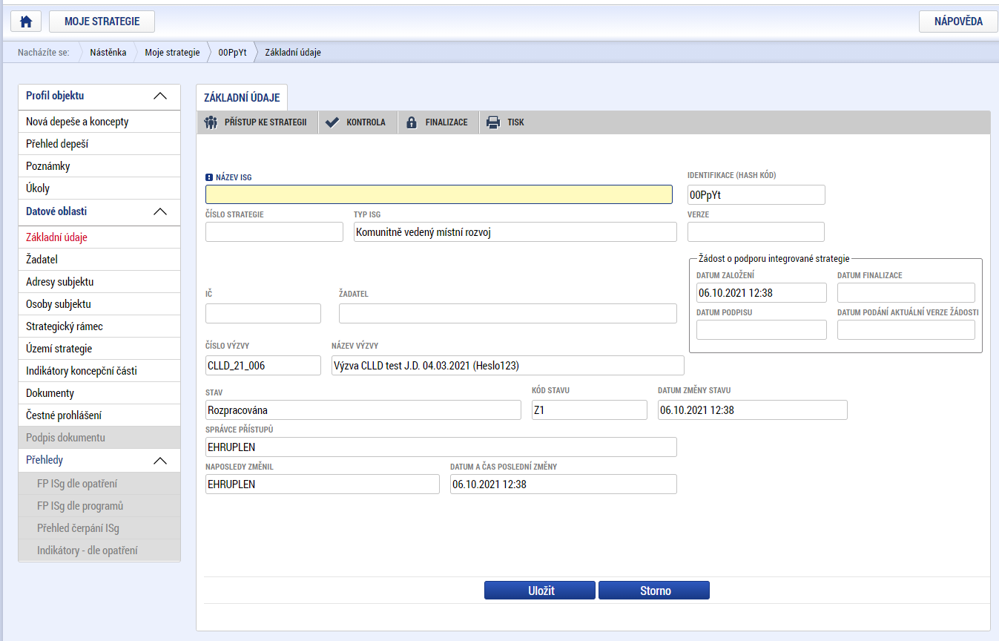 MOJE STRATEGIE
NÁPOVĚDA
Nacházíte se: Nástěnka Moje strategie 00PpYt Základní údaje
Profil objektu
Nová depeše a koncepty
Přehled depeší
Poznámky
Úkoly
Datové oblasti
Základní údaje
Žadatel
Adresy subjektu
Osoby subjektu
Strategický rámec
Území strategie
Indikátory koncepční části
Dokumenty
Čestné prohlášení
Podpis dokumentu
Přehledy
FP ISg dle opatření
FP ISg dle programů
Přehled čerpání ISg
Indikátory - dle opatření
ZÁKLADNÍ ÚDAJE
PŘÍSTUP KE STRATEGII KONTROLA FINALIZACE TISK
NÁZEV ISG
IDENTIFIKACE (HASH KÓD)
00PpYt
ČÍSLO STRATEGIE TYP ISG VERZE
Komunitně vedený místní rozvoj
Žádost o podporu integrované strategie
DATUM ZALOŽENÍ DATUM FINALIZACE
06.10.2021 12:38
DATUM PODPISU DATUM PODÁNÍ AKTUÁLNÍ VERZE ŽÁDOSTI
IČ ŽADATEL
ČÍSLO VÝZVY NÁZEV VÝZVY
CLLD_21_006 Výzva CLLD test J.D. 04.03.2021 (Heslo123)
STAV KÓD STAVU DATUM ZMĚNY STAVU
Rozpracována Z1 06.10.2021 12:38
SPRÁVCE PŘÍSTUPŮ
EHRUPLEN
NAPOSLEDY ZMĚNIL DATUM A ČAS POSLEDNÍ ZMĚNY
EHRUPLEN 06.10.2021 12:38
Uložit Storno